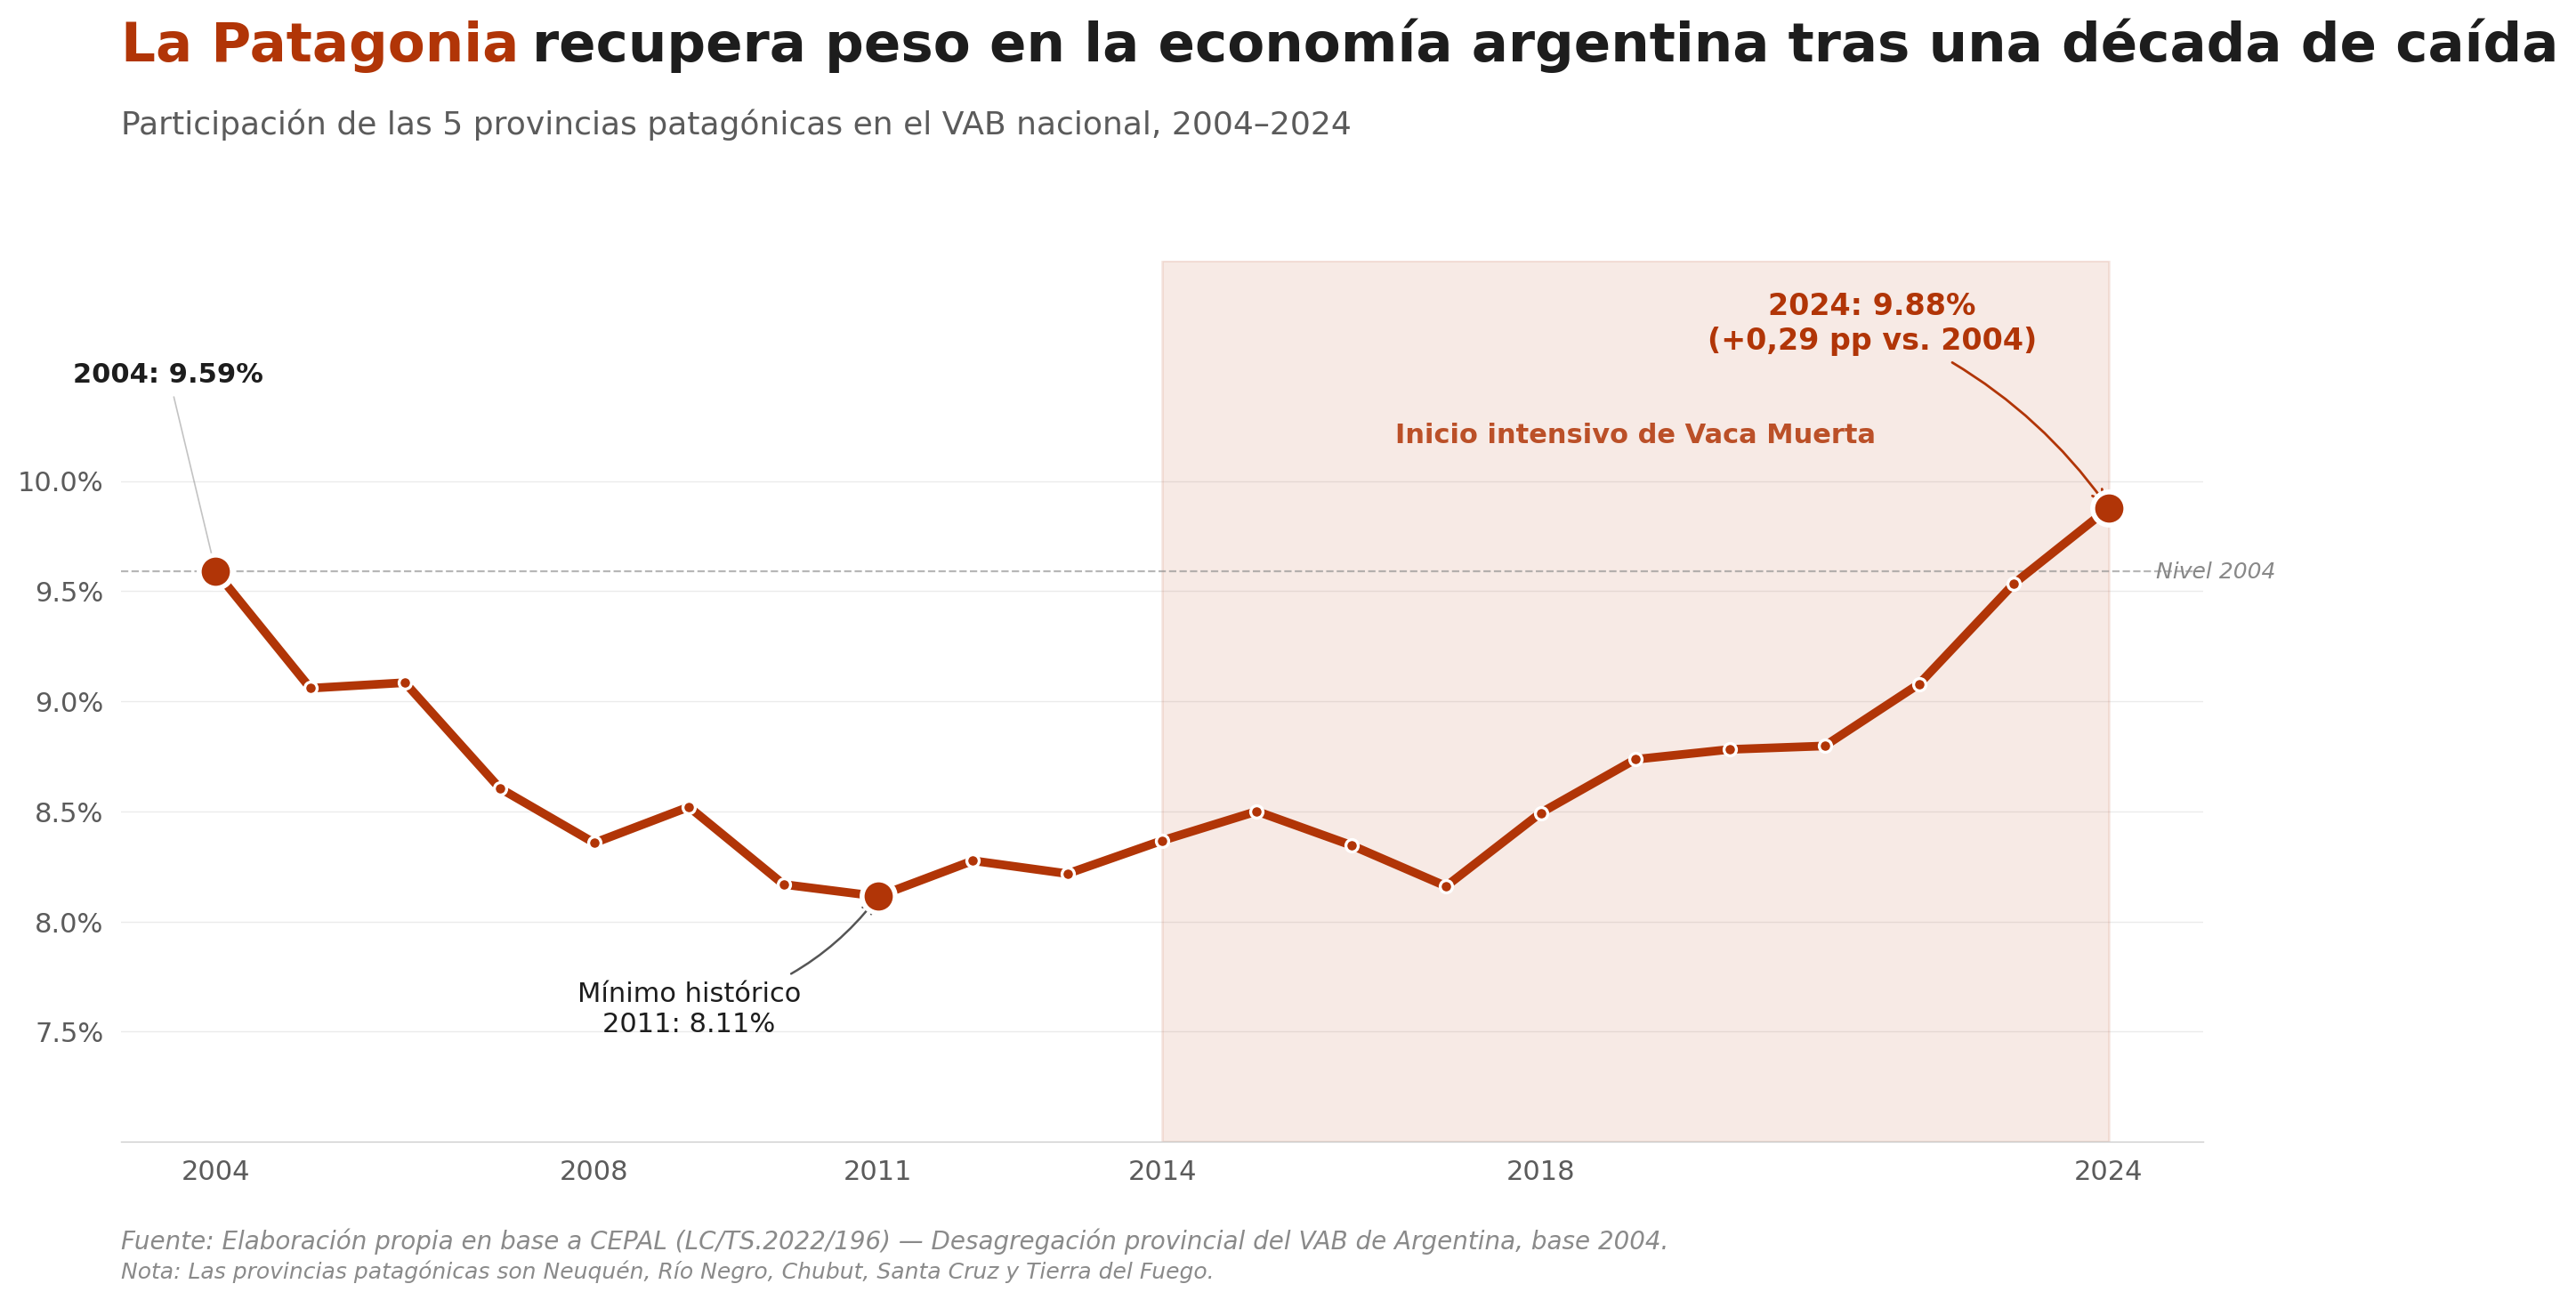 La Patagonia recupera peso en la economía argentina tras una década de caída
Participación de las 5 provincias patagónicas en el VAB nacional, 2004–2024
2024: 9.88%
(+0,29 pp vs. 2004)
2004: 9.59%
Inicio intensivo de Vaca Muerta
10.0%
Nivel 2004
9.5%
9.0%
8.5%
8.0%
Mínimo histórico
2011: 8.11%
7.5%
2004 2008 2011 2014 2018 2024
Fuente: Elaboración propia en base a CEPAL (LC/TS.2022/196) — Desagregación provincial del VAB de Argentina, base 2004.
Nota: Las provincias patagónicas son Neuquén, Río Negro, Chubut, Santa Cruz y Tierra del Fuego.